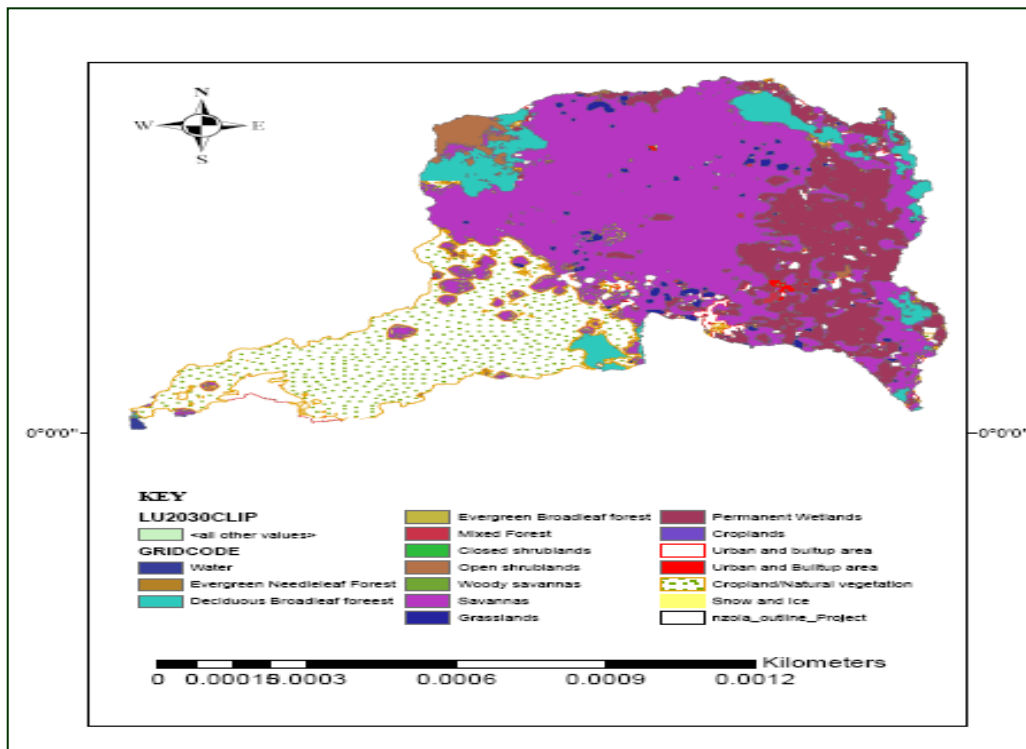 N
W E
S
0°0'0" 0°0'0"
KEY
LU2030CLIP
<all other values>
GRIDCODE
Water
Evergreen Needleleaf Forest
Deciduous Broadleaf foreest
Evergreen Broadleaf forest
Mixed Forest
Closed shrublands
Open shrublands
Woody savannas
Savannas
Grasslands
Permanent Wetlands
Croplands
Urban and builtup area
Urban and Builtup area
Cropland/Natural vegetation
Snow and Ice
nzoia_outline_Project
Kilometers
0 0.00015 0.0003 0.0006 0.0009 0.0012